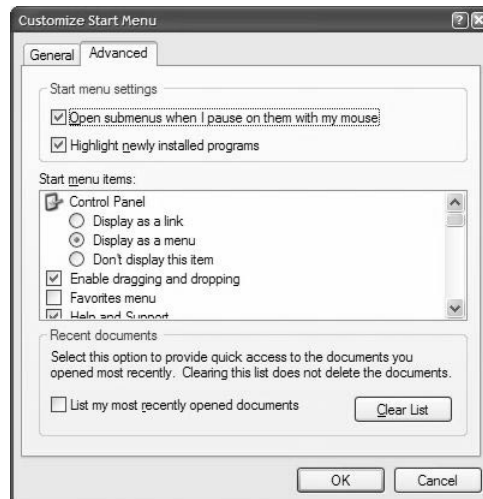 Customize Start Menu
General Advanced
Start menu settings
Open submenus when I pause on them with my mouse
Highlight newly installed programs
Start menu items:
Control Panel
Display as a link
Display as a menu
Don't display this item
Enable dragging and dropping
Favorites menu
Help and Support
Recent documents
Select this option to provide quick access to the documents you
opened most recently. Clearing this list does not delete the documents.
List my most recently opened documents
Clear List
OK Cancel